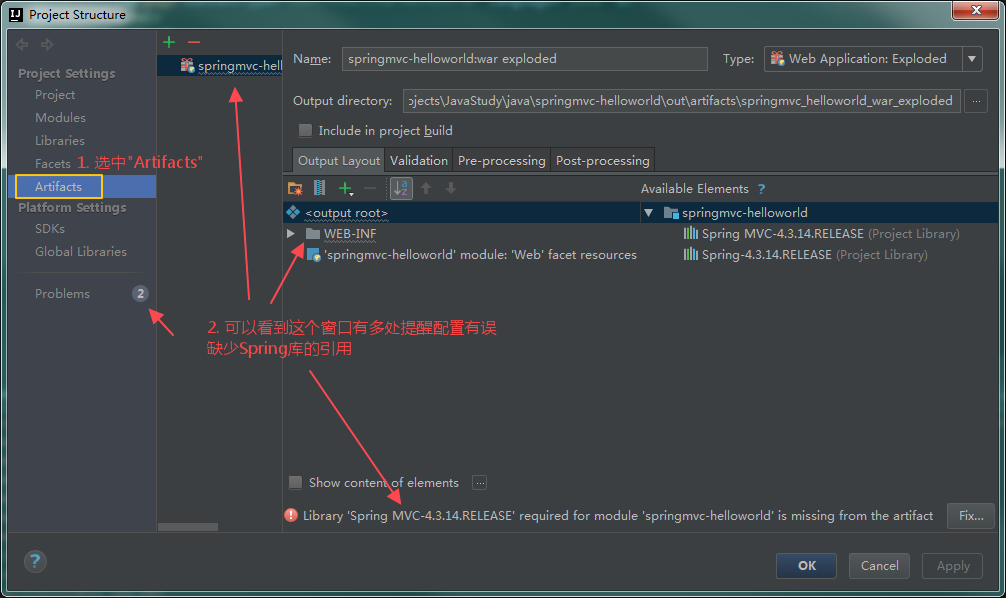 Project Structure
Project Settings
Project
Modules
Libraries
Facets
1. 选中"Artifacts"
Artifacts
Platform Settings
SDKs
Global Libraries
Problems
2
springmvc-hell
Name:
springmvc-helloworld:war exploded
Type:
Web Application: Exploded
Output directory:
ojects\JavaStudy\java\springmvc-helloworld\out\artifacts\springmvc_helloworld_war_exploded
...
Include in project build
Output Layout
Validation
Pre-processing
Post-processing
Available Elements ?
<output root>
WEB-INF
'springmvc-helloworld' module: 'Web' facet resources
springmvc-helloworld
Spring MVC-4.3.14.RELEASE (Project Library)
Spring-4.3.14.RELEASE (Project Library)
2. 可以看到这个窗口有多处提醒配置有误
缺少Spring库的引用
Show content of elements
...
Library 'Spring MVC-4.3.14.RELEASE' required for module 'springmvc-helloworld' is missing from the artifact
Fix...
?
OK
Cancel
Apply